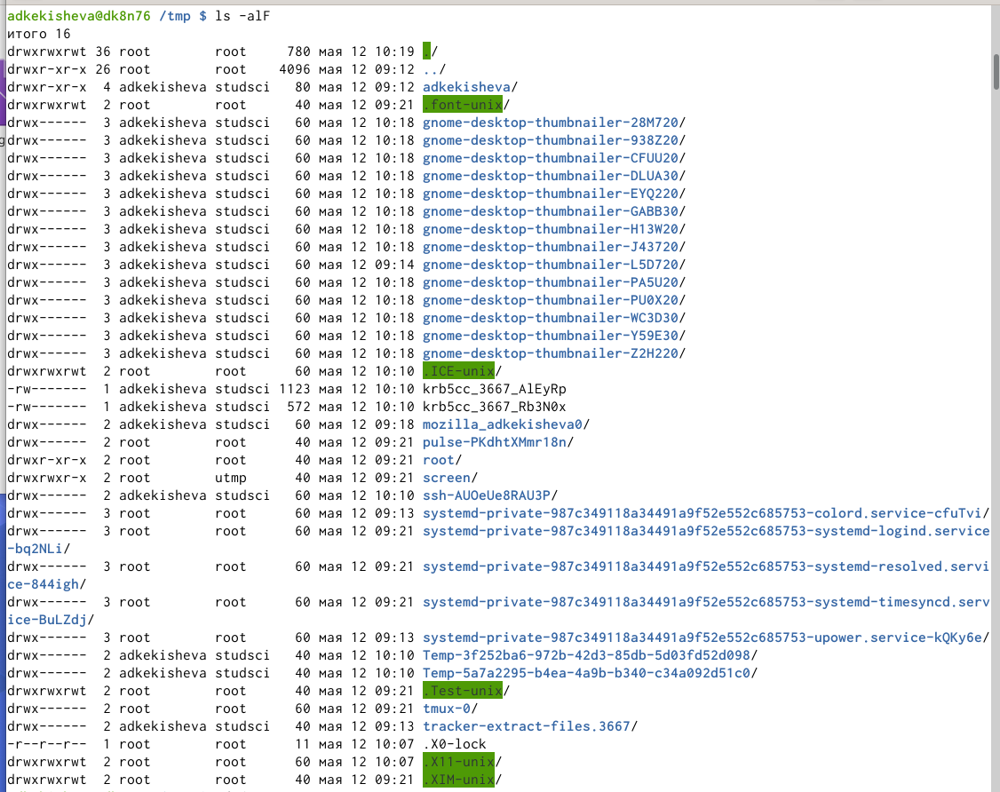 adkekisheva@dk8n76 /tmp $ ls -alF
итого 16
drwxrwxrwt 36 root        root     780 мая 12 10:19 ./
drwxr-xr-x 26 root        root    4096 мая 12 09:12 ../
drwxr-xr-x  4 adkekisheva studsci   80 мая 12 09:12 adkekisheva/
drwxrwxrwt  2 root        root      40 мая 12 09:21 .font-unix/
drwx------  3 adkekisheva studsci   60 мая 12 10:18 gnome-desktop-thumbnailer-28M720/
drwx------  3 adkekisheva studsci   60 мая 12 10:18 gnome-desktop-thumbnailer-938Z20/
drwx------  3 adkekisheva studsci   60 мая 12 10:18 gnome-desktop-thumbnailer-CFUU20/
drwx------  3 adkekisheva studsci   60 мая 12 10:18 gnome-desktop-thumbnailer-DLUA30/
drwx------  3 adkekisheva studsci   60 мая 12 10:18 gnome-desktop-thumbnailer-EYQ220/
drwx------  3 adkekisheva studsci   60 мая 12 10:18 gnome-desktop-thumbnailer-GABB30/
drwx------  3 adkekisheva studsci   60 мая 12 10:18 gnome-desktop-thumbnailer-H13W20/
drwx------  3 adkekisheva studsci   60 мая 12 10:18 gnome-desktop-thumbnailer-J43720/
drwx------  3 adkekisheva studsci   60 мая 12 09:14 gnome-desktop-thumbnailer-L5D720/
drwx------  3 adkekisheva studsci   60 мая 12 10:18 gnome-desktop-thumbnailer-PA5U20/
drwx------  3 adkekisheva studsci   60 мая 12 10:18 gnome-desktop-thumbnailer-PU0X20/
drwx------  3 adkekisheva studsci   60 мая 12 10:18 gnome-desktop-thumbnailer-WC3D30/
drwx------  3 adkekisheva studsci   60 мая 12 10:18 gnome-desktop-thumbnailer-Y59E30/
drwx------  3 adkekisheva studsci   60 мая 12 10:18 gnome-desktop-thumbnailer-Z2H220/
drwxrwxrwt  2 root        root      60 мая 12 10:10 .ICE-unix/
-rw-------  1 adkekisheva studsci 1123 мая 12 10:10 krb5cc_3667_AlEyRp
-rw-------  1 adkekisheva studsci  572 мая 12 10:10 krb5cc_3667_Rb3N0x
drwx------  2 adkekisheva studsci   60 мая 12 09:18 mozilla_adkekisheva0/
drwx------  2 root        root      40 мая 12 09:21 pulse-PKdhtXMmr18n/
drwxr-xr-x  2 root        root      40 мая 12 09:21 root/
drwxrwxr-x  2 root        utmp      40 мая 12 09:21 screen/
drwx------  2 adkekisheva studsci   60 мая 12 10:10 ssh-AUOeUe8RAU3P/
drwx------  3 root        root      60 мая 12 09:13 systemd-private-987c349118a34491a9f52e552c685753-colord.service-cfuTvi/
drwx------  3 root        root      60 мая 12 09:21 systemd-private-987c349118a34491a9f52e552c685753-systemd-logind.service
-bq2NLi/
drwx------  3 root        root      60 мая 12 09:21 systemd-private-987c349118a34491a9f52e552c685753-systemd-resolved.servi
ce-844igh/
drwx------  3 root        root      60 мая 12 09:21 systemd-private-987c349118a34491a9f52e552c685753-systemd-timesyncd.serv
ice-BuLZdj/
drwx------  3 root        root      60 мая 12 09:13 systemd-private-987c349118a34491a9f52e552c685753-upower.service-kQKy6e/
drwx------  2 adkekisheva studsci   40 мая 12 10:10 Temp-3f252ba6-972b-42d3-85db-5d03fd52d098/
drwx------  2 adkekisheva studsci   40 мая 12 10:10 Temp-5a7a2295-b4ea-4a9b-b340-c34a092d51c0/
drwxrwxrwt  2 root        root      40 мая 12 09:21 .Test-unix/
drwx------  2 root        root      60 мая 12 09:21 tmux-0/
drwx------  2 adkekisheva studsci   40 мая 12 09:13 tracker-extract-files.3667/
-r--r--r--  1 root        root      11 мая 12 10:07 .X0-lock
drwxrwxrwt  2 root        root      60 мая 12 10:07 .X11-unix/
drwxrwxrwt  2 root        root      40 мая 12 09:21 .XIM-unix/